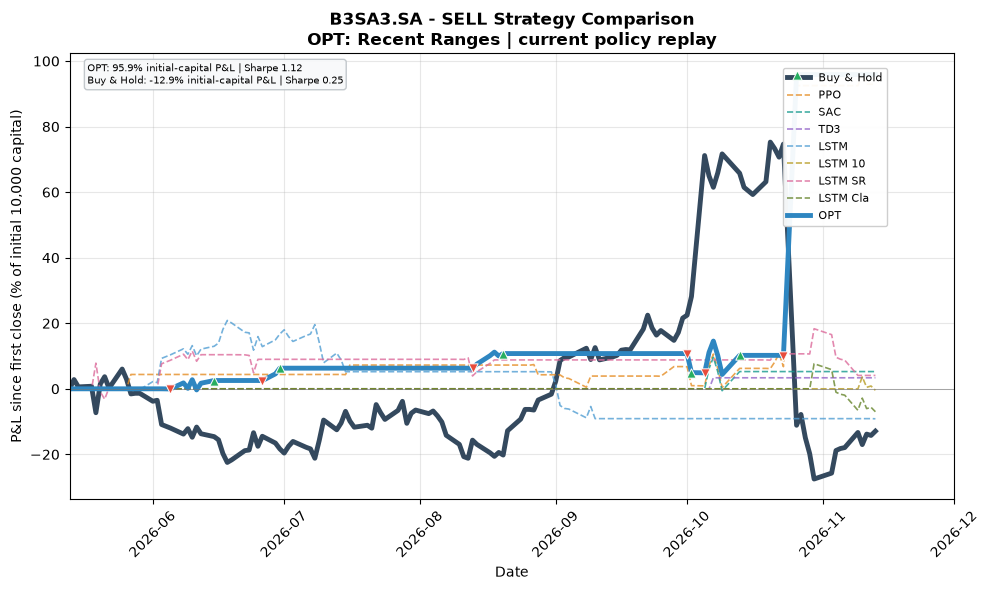 B3SA3.SA - SELL Strategy Comparison
OPT: Recent Ranges | current policy replay
OPT: 95.9% initial-capital P&L | Sharpe 1.12
Buy & Hold: -12.9% initial-capital P&L | Sharpe 0.25
Buy & Hold
PPO
SAC
TD3
LSTM
LSTM 10
LSTM SR
LSTM Cla
OPT
P&L since first close (% of initial 10,000 capital)
100
80
60
40
20
0
−20
2026-06
2026-07
2026-08
2026-09
2026-10
2026-11
2026-12
Date